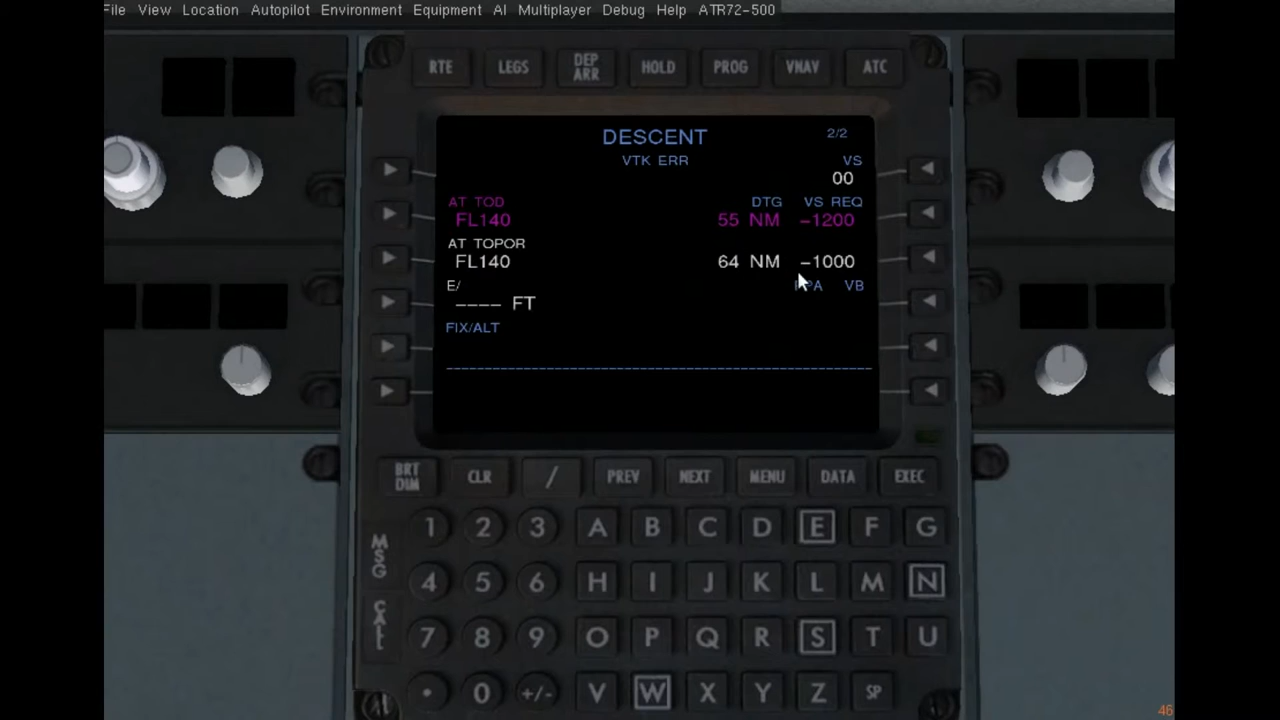 File View Location Autopilot Environment Equipment AI Multiplayer Debug Help ATR72-500
RTE LEGS DEP ARR HOLD PROG VNAV ATC
DESCENT 2/2
VTK ERR VS
00
AT TOD DTG VS REQ
FL140 55 NM -1200
AT TOPOR
FL140 64 NM -1000
E/ VB
---- FT
FIX/ALT
----------------------------------------------------------
BRT DIM CLR / PREV NEXT MENU DATA EXEC
1 2 3 A B C D E F G
MSG
4 5 6 H I J K L M N
CALL
7 8 9 O P Q R S T U
. 0 +/- V W X Y Z SP
46